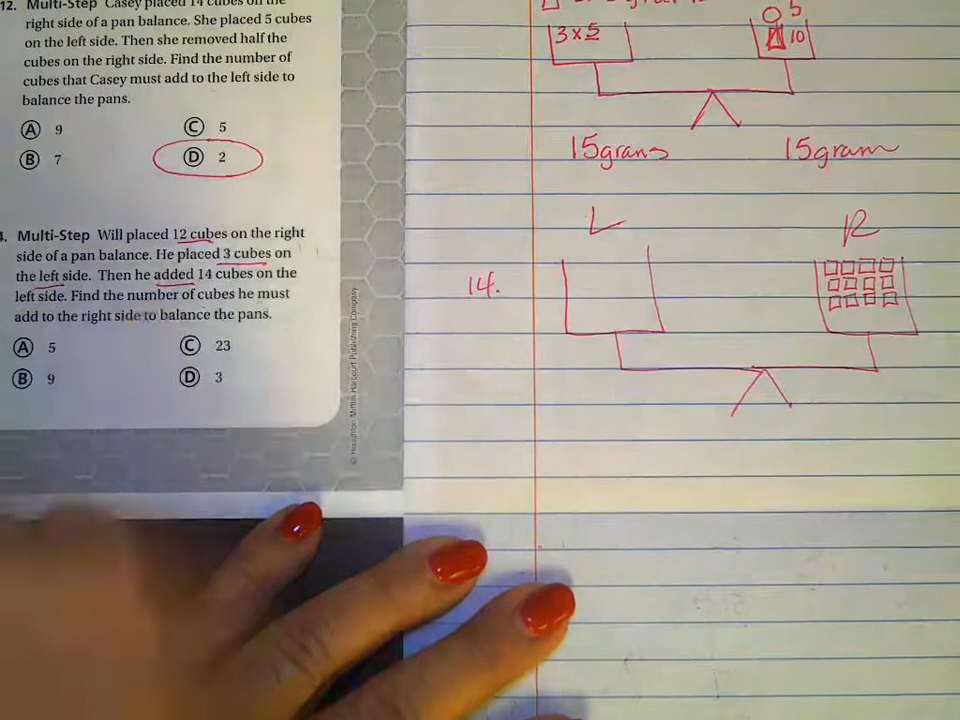 12. Multi-Step Casey placed 14 cubes on the
right side of a pan balance. She placed 5 cubes
on the left side. Then she removed half the
cubes on the right side. Find the number of
cubes that Casey must add to the left side to
balance the pans.
A 9
C 5
B 7
D 2
4. Multi-Step Will placed 12 cubes on the right
side of a pan balance. He placed 3 cubes on
the left side. Then he added 14 cubes on the
left side. Find the number of cubes he must
add to the right side to balance the pans.
A 5
C 23
B 9
D 3
© Houghton Mifflin Harcourt Publishing Company
5
3 x 5
10
15grans
15gram
L
R
14.